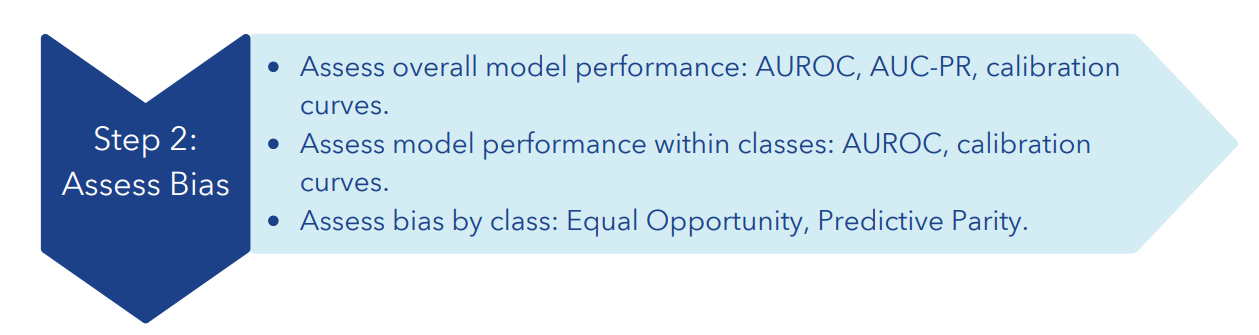 Step 2:
Assess Bias
• Assess overall model performance: AUROC, AUC-PR, calibration
curves.
• Assess model performance within classes: AUROC, calibration
curves.
• Assess bias by class: Equal Opportunity, Predictive Parity.